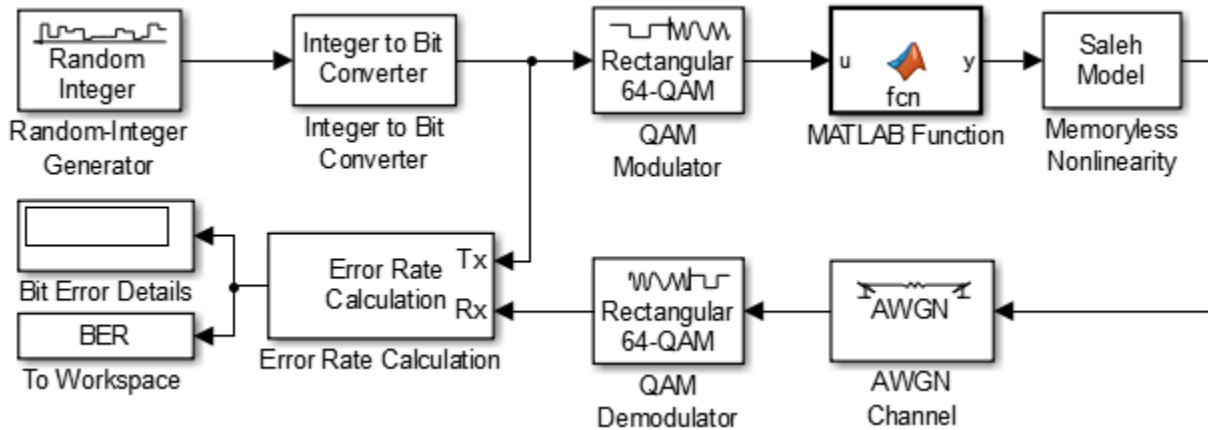 Random
Integer
Random-Integer
Generator
Integer to Bit
Converter
Integer to Bit
Converter
Rectangular
64-QAM
QAM
Modulator
u
y
fcn
MATLAB Function
Saleh
Model
Memoryless
Nonlinearity
Bit Error Details
BER
To Workspace
Error Rate
Calculation
Tx
Rx
Error Rate Calculation
Rectangular
64-QAM
QAM
Demodulator
AWGN
AWGN
Channel